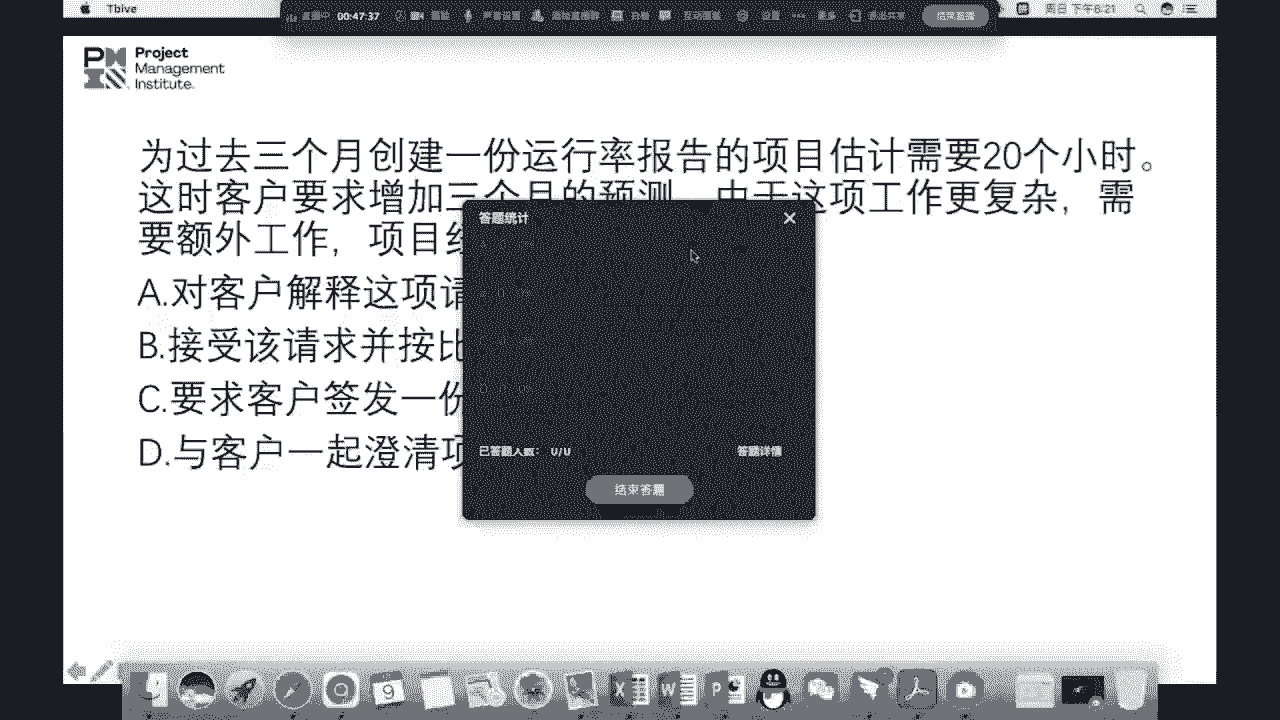 Tbive
00:47:37
周日 下午8:21
结束直播
Project
Management
Institute.
为过去三个月创建一份运行率报告的项目估计需要20个小时。
这时客户要求增加三个月的预测
由于这项工作更复杂，需
要额外工作，项目经
A.对客户解释这项请
B.接受该请求并按比
C.要求客户签发一份
D.与客户一起澄清项
答题统计
已答题人数： 0/0
答题详情
结束答题
9